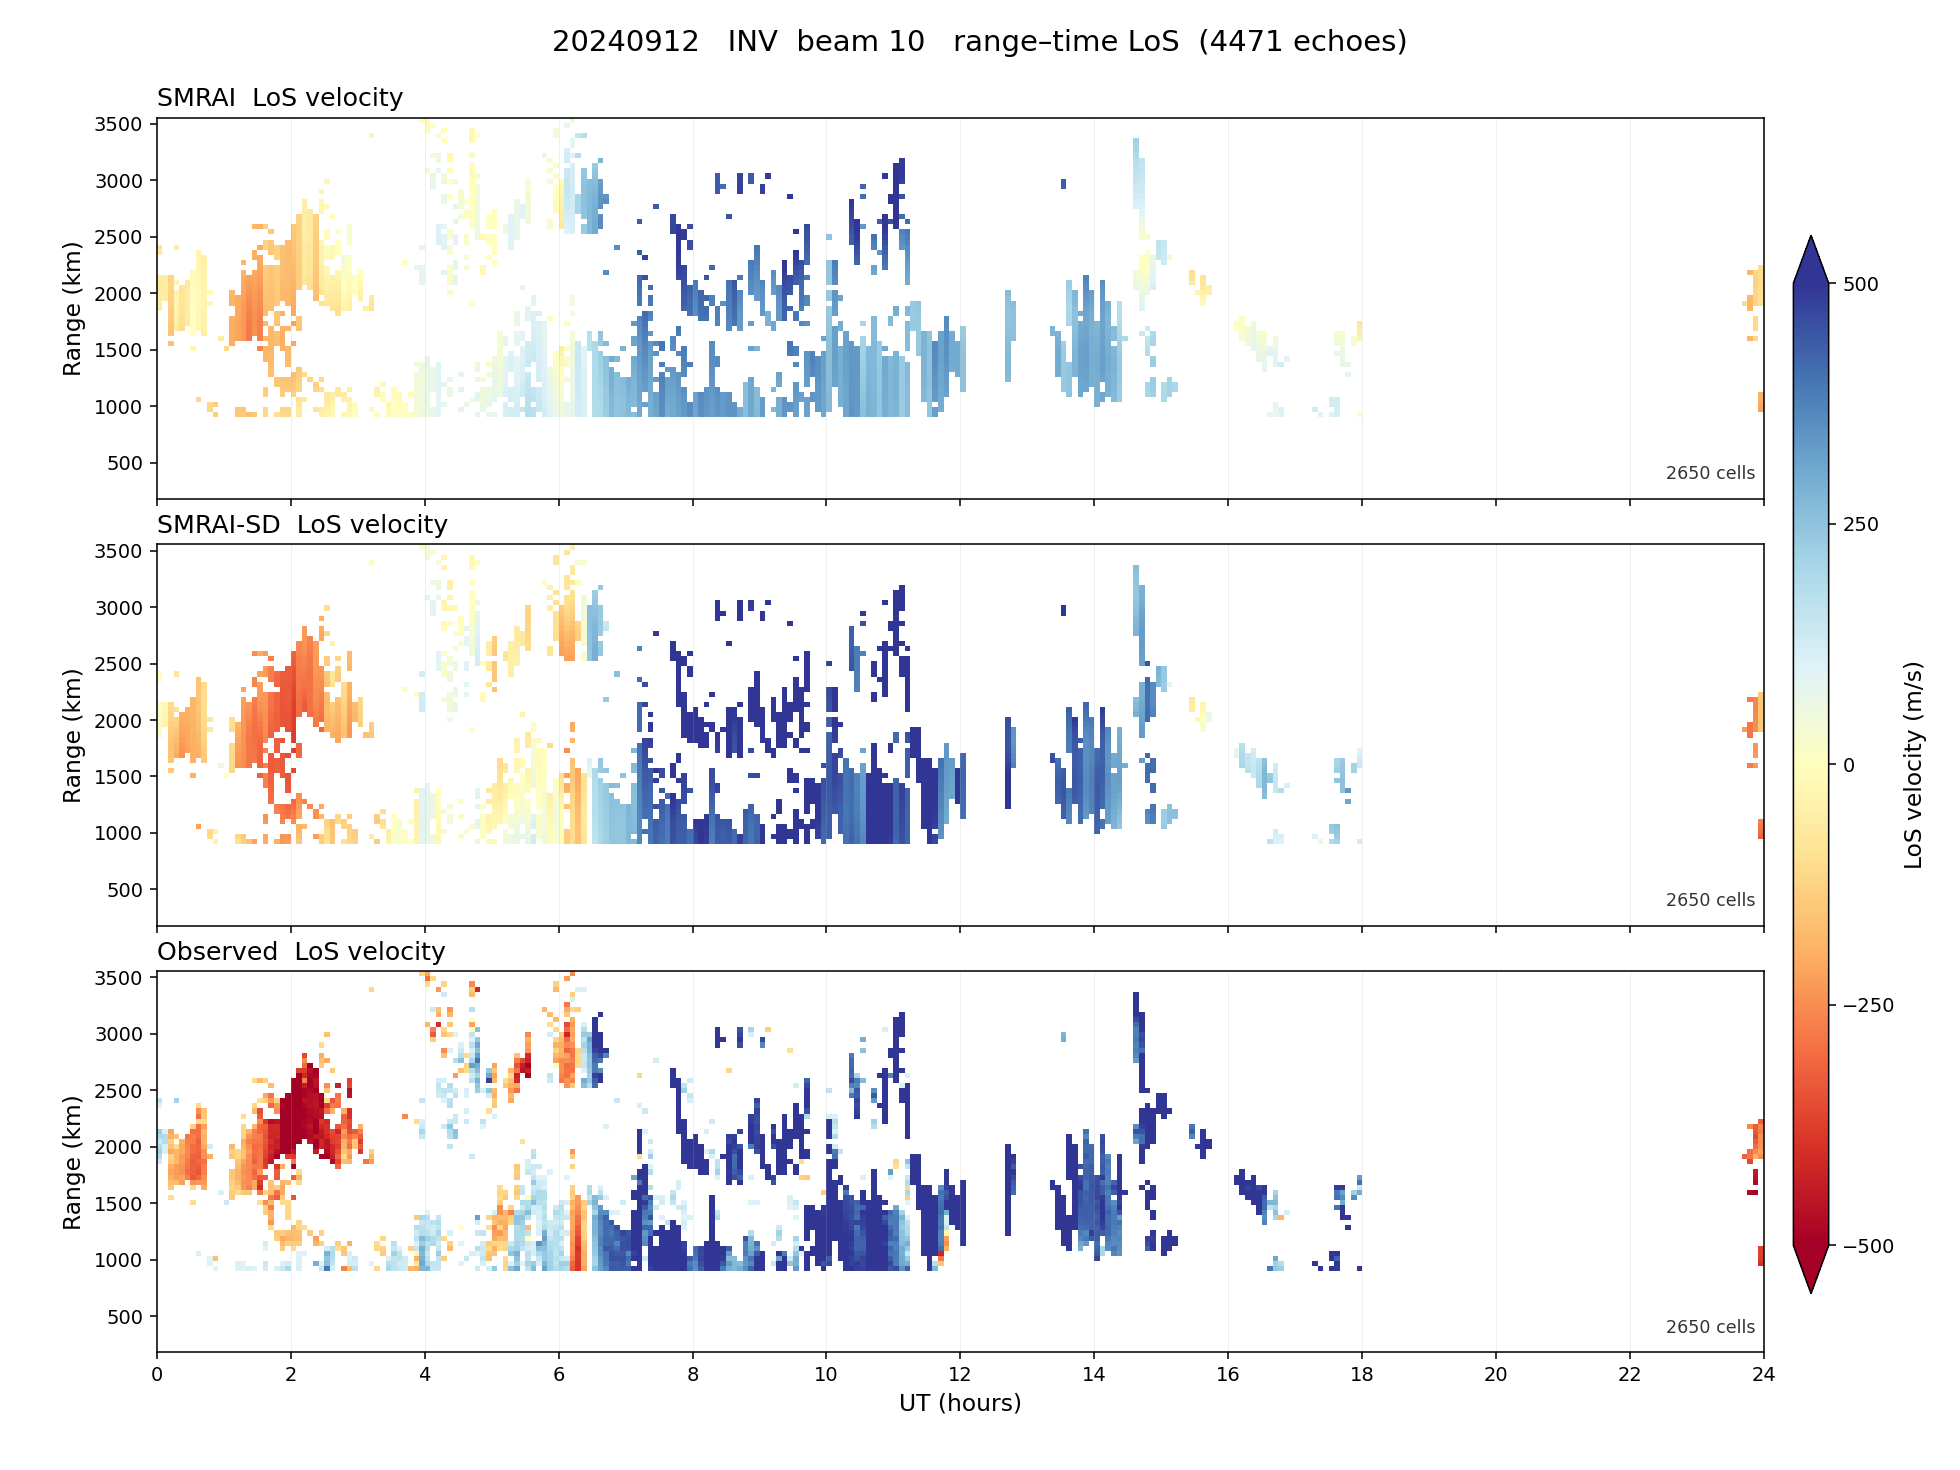 20240912   INV  beam 10   range–time LoS  (4471 echoes)
SMRAI  LoS velocity
3500
3000
2500
2000
1500
1000
500
Range (km)
2650 cells
SMRAI-SD  LoS velocity
3500
3000
2500
2000
1500
1000
500
Range (km)
2650 cells
Observed  LoS velocity
3500
3000
2500
2000
1500
1000
500
Range (km)
2650 cells
0 2 4 6 8 10 12 14 16 18 20 22 24
UT (hours)
500
250
0
−250
−500
LoS velocity (m/s)